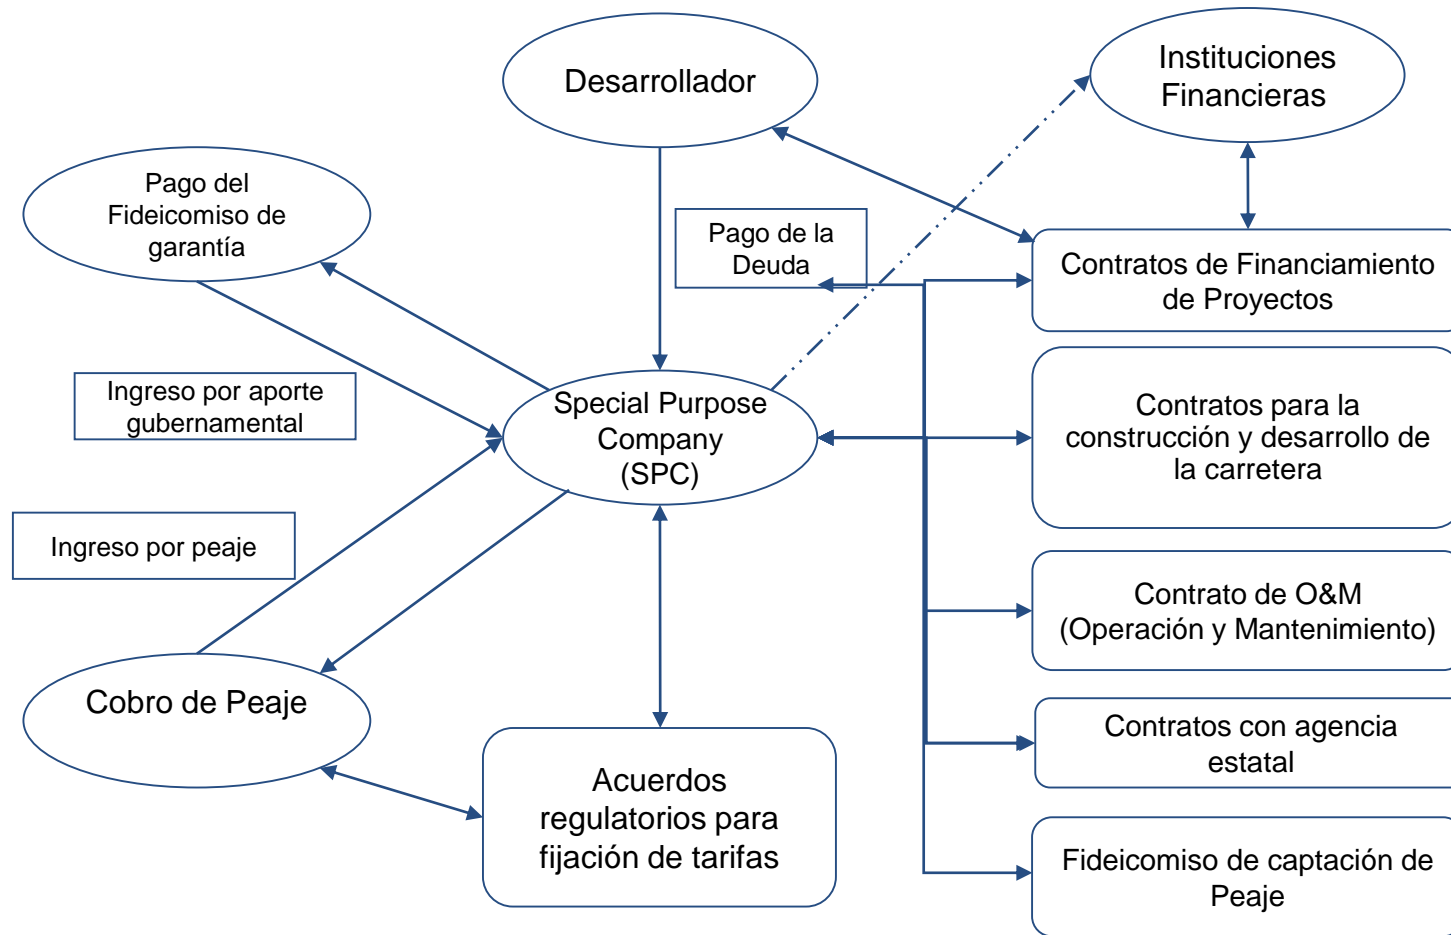 Desarrollador
Instituciones
Financieras
Pago del
Fideicomiso de
garantía
Pago de la
Deuda
Contratos de Financiamiento
de Proyectos
Ingreso por aporte
gubernamental
Special Purpose
Company
(SPC)
Contratos para la
construcción y desarrollo de
la carretera
Ingreso por peaje
Contrato de O&M
(Operación y Mantenimiento)
Cobro de Peaje
Acuerdos
regulatorios para
fijación de tarifas
Contratos con agencia
estatal
Fideicomiso de captación de
Peaje